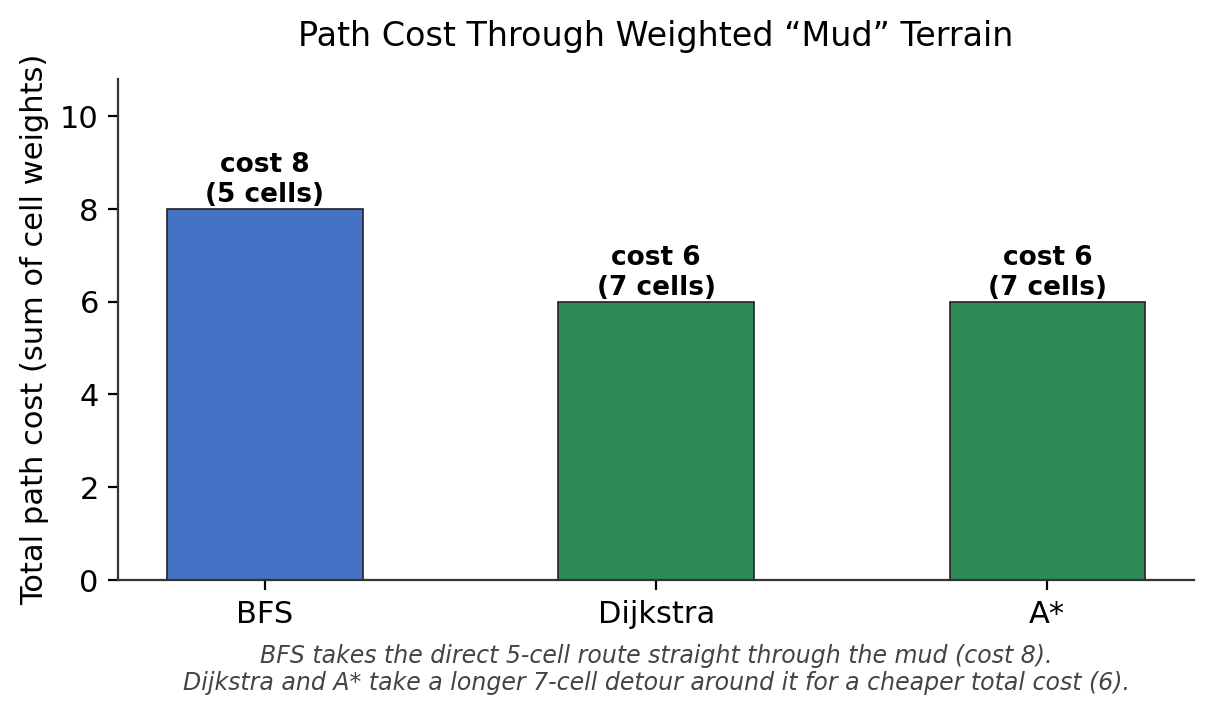 Path Cost Through Weighted “Mud” Terrain
Total path cost (sum of cell weights)
10
8
6
4
2
0
cost 8
(5 cells)
cost 6
(7 cells)
cost 6
(7 cells)
BFS
Dijkstra
A*
BFS takes the direct 5-cell route straight through the mud (cost 8).
Dijkstra and A* take a longer 7-cell detour around it for a cheaper total cost (6).